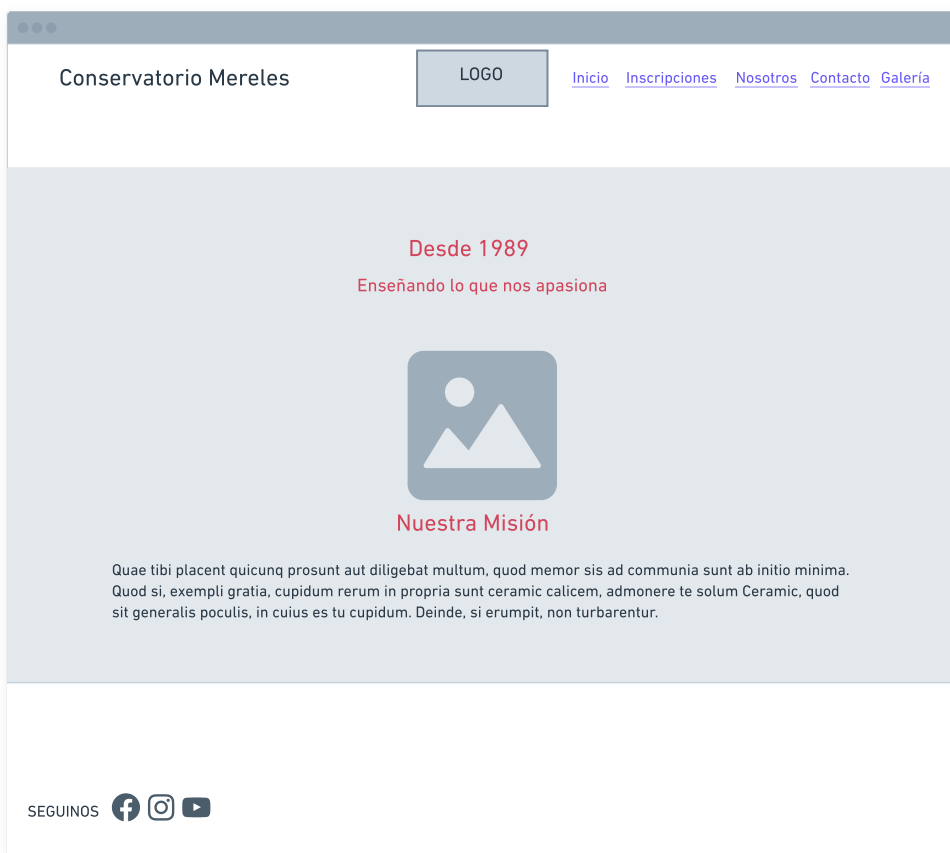 Conservatorio Mereles
LOGO
Inicio Inscripciones Nosotros Contacto Galería
Desde 1989
Enseñando lo que nos apasiona
Nuestra Misión
Quae tibi placent quicunq prosunt aut diligebat multum, quod memor sis ad communia sunt ab initio minima.
Quod si, exempli gratia, cupidum rerum in propria sunt ceramic calicem, admonere te solum Ceramic, quod
sit generalis poculis, in cuius es tu cupidum. Deinde, si erumpit, non turbarentur.
SEGUINOS